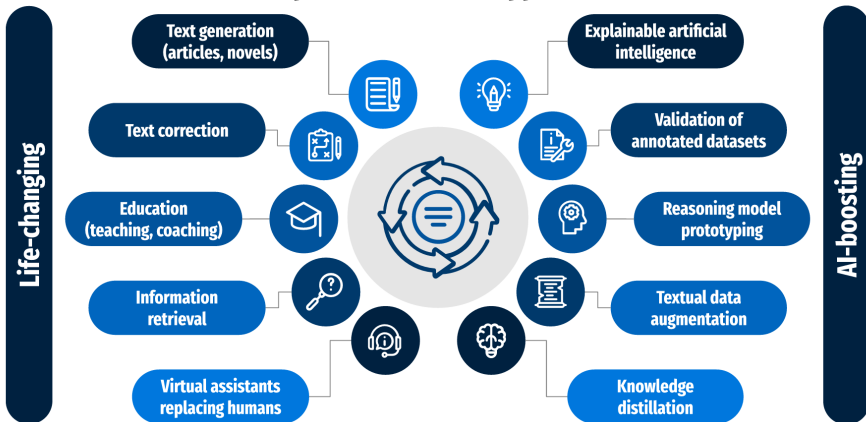 Life-changing
Text generation
(articles, novels)
Text correction
Education
(teaching, coaching)
Information
retrieval
Virtual assistants
replacing humans
Explainable artificial
intelligence
Validation of
annotated datasets
Reasoning model
prototyping
Textual data
augmentation
Knowledge
distillation
AI-boosting